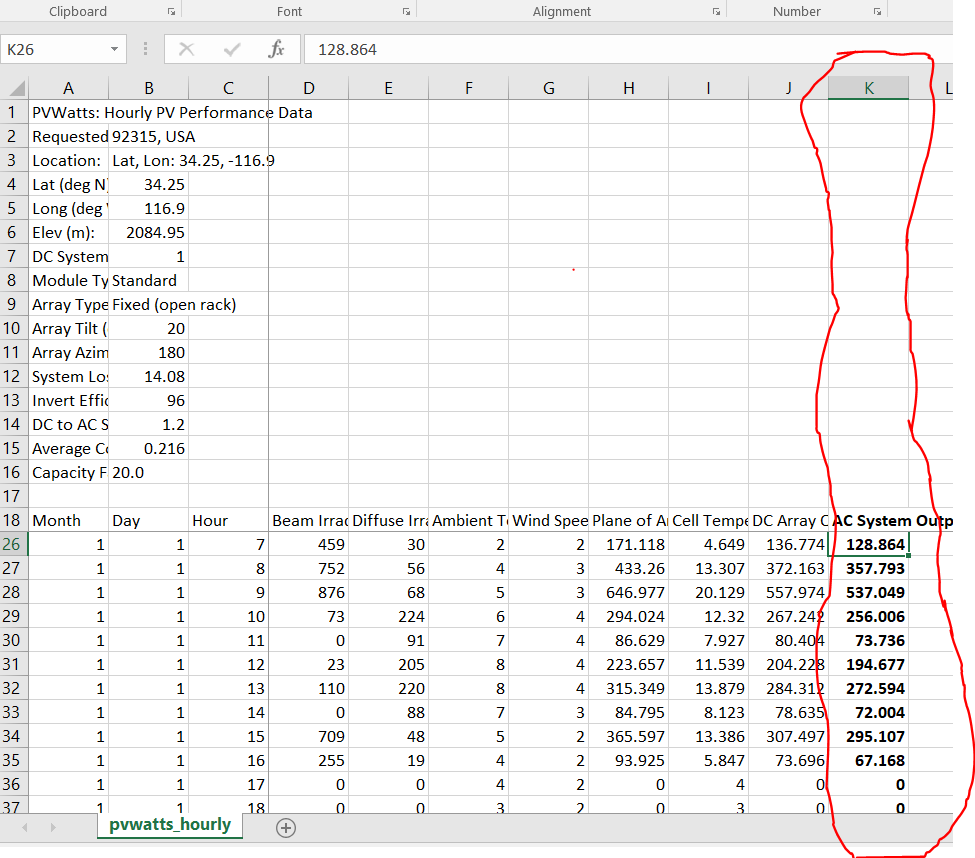 Clipboard Font Alignment Number
K26 fx 128.864
A B C D E F G H I J K L
1 PVWatts: Hourly PV Performance Data
2 Requested 92315, USA
3 Location: Lat, Lon: 34.25, -116.9
4 Lat (deg N) 34.25
5 Long (deg 116.9
6 Elev (m): 2084.95
7 DC System 1
8 Module Ty Standard
9 Array Type Fixed (open rack)
10 Array Tilt ( 20
11 Array Azim 180
12 System Los 14.08
13 Invert Effic 96
14 DC to AC S 1.2
15 Average Co 0.216
16 Capacity F 20.0
17
18 Month Day Hour Beam Irrad Diffuse Irra Ambient Te Wind Spee Plane of Ar Cell Tempe DC Array O AC System Outp
26 1 1 7 459 30 2 2 171.118 4.649 136.774 128.864
27 1 1 8 752 56 4 3 433.26 13.307 372.163 357.793
28 1 1 9 876 68 5 3 646.977 20.129 557.974 537.049
29 1 1 10 73 224 6 4 294.024 12.32 267.242 256.006
30 1 1 11 0 91 7 4 86.629 7.927 80.404 73.736
31 1 1 12 23 205 8 4 223.657 11.539 204.228 194.677
32 1 1 13 110 220 8 4 315.349 13.879 284.312 272.594
33 1 1 14 0 88 7 3 84.795 8.123 78.635 72.004
34 1 1 15 709 48 5 2 365.597 13.386 307.497 295.107
35 1 1 16 255 19 4 2 93.925 5.847 73.696 67.168
36 1 1 17 0 0 4 2 0 4 0 0
37 1 1 18 0 0 3 2 0 3 0 0
pvwatts_hourly